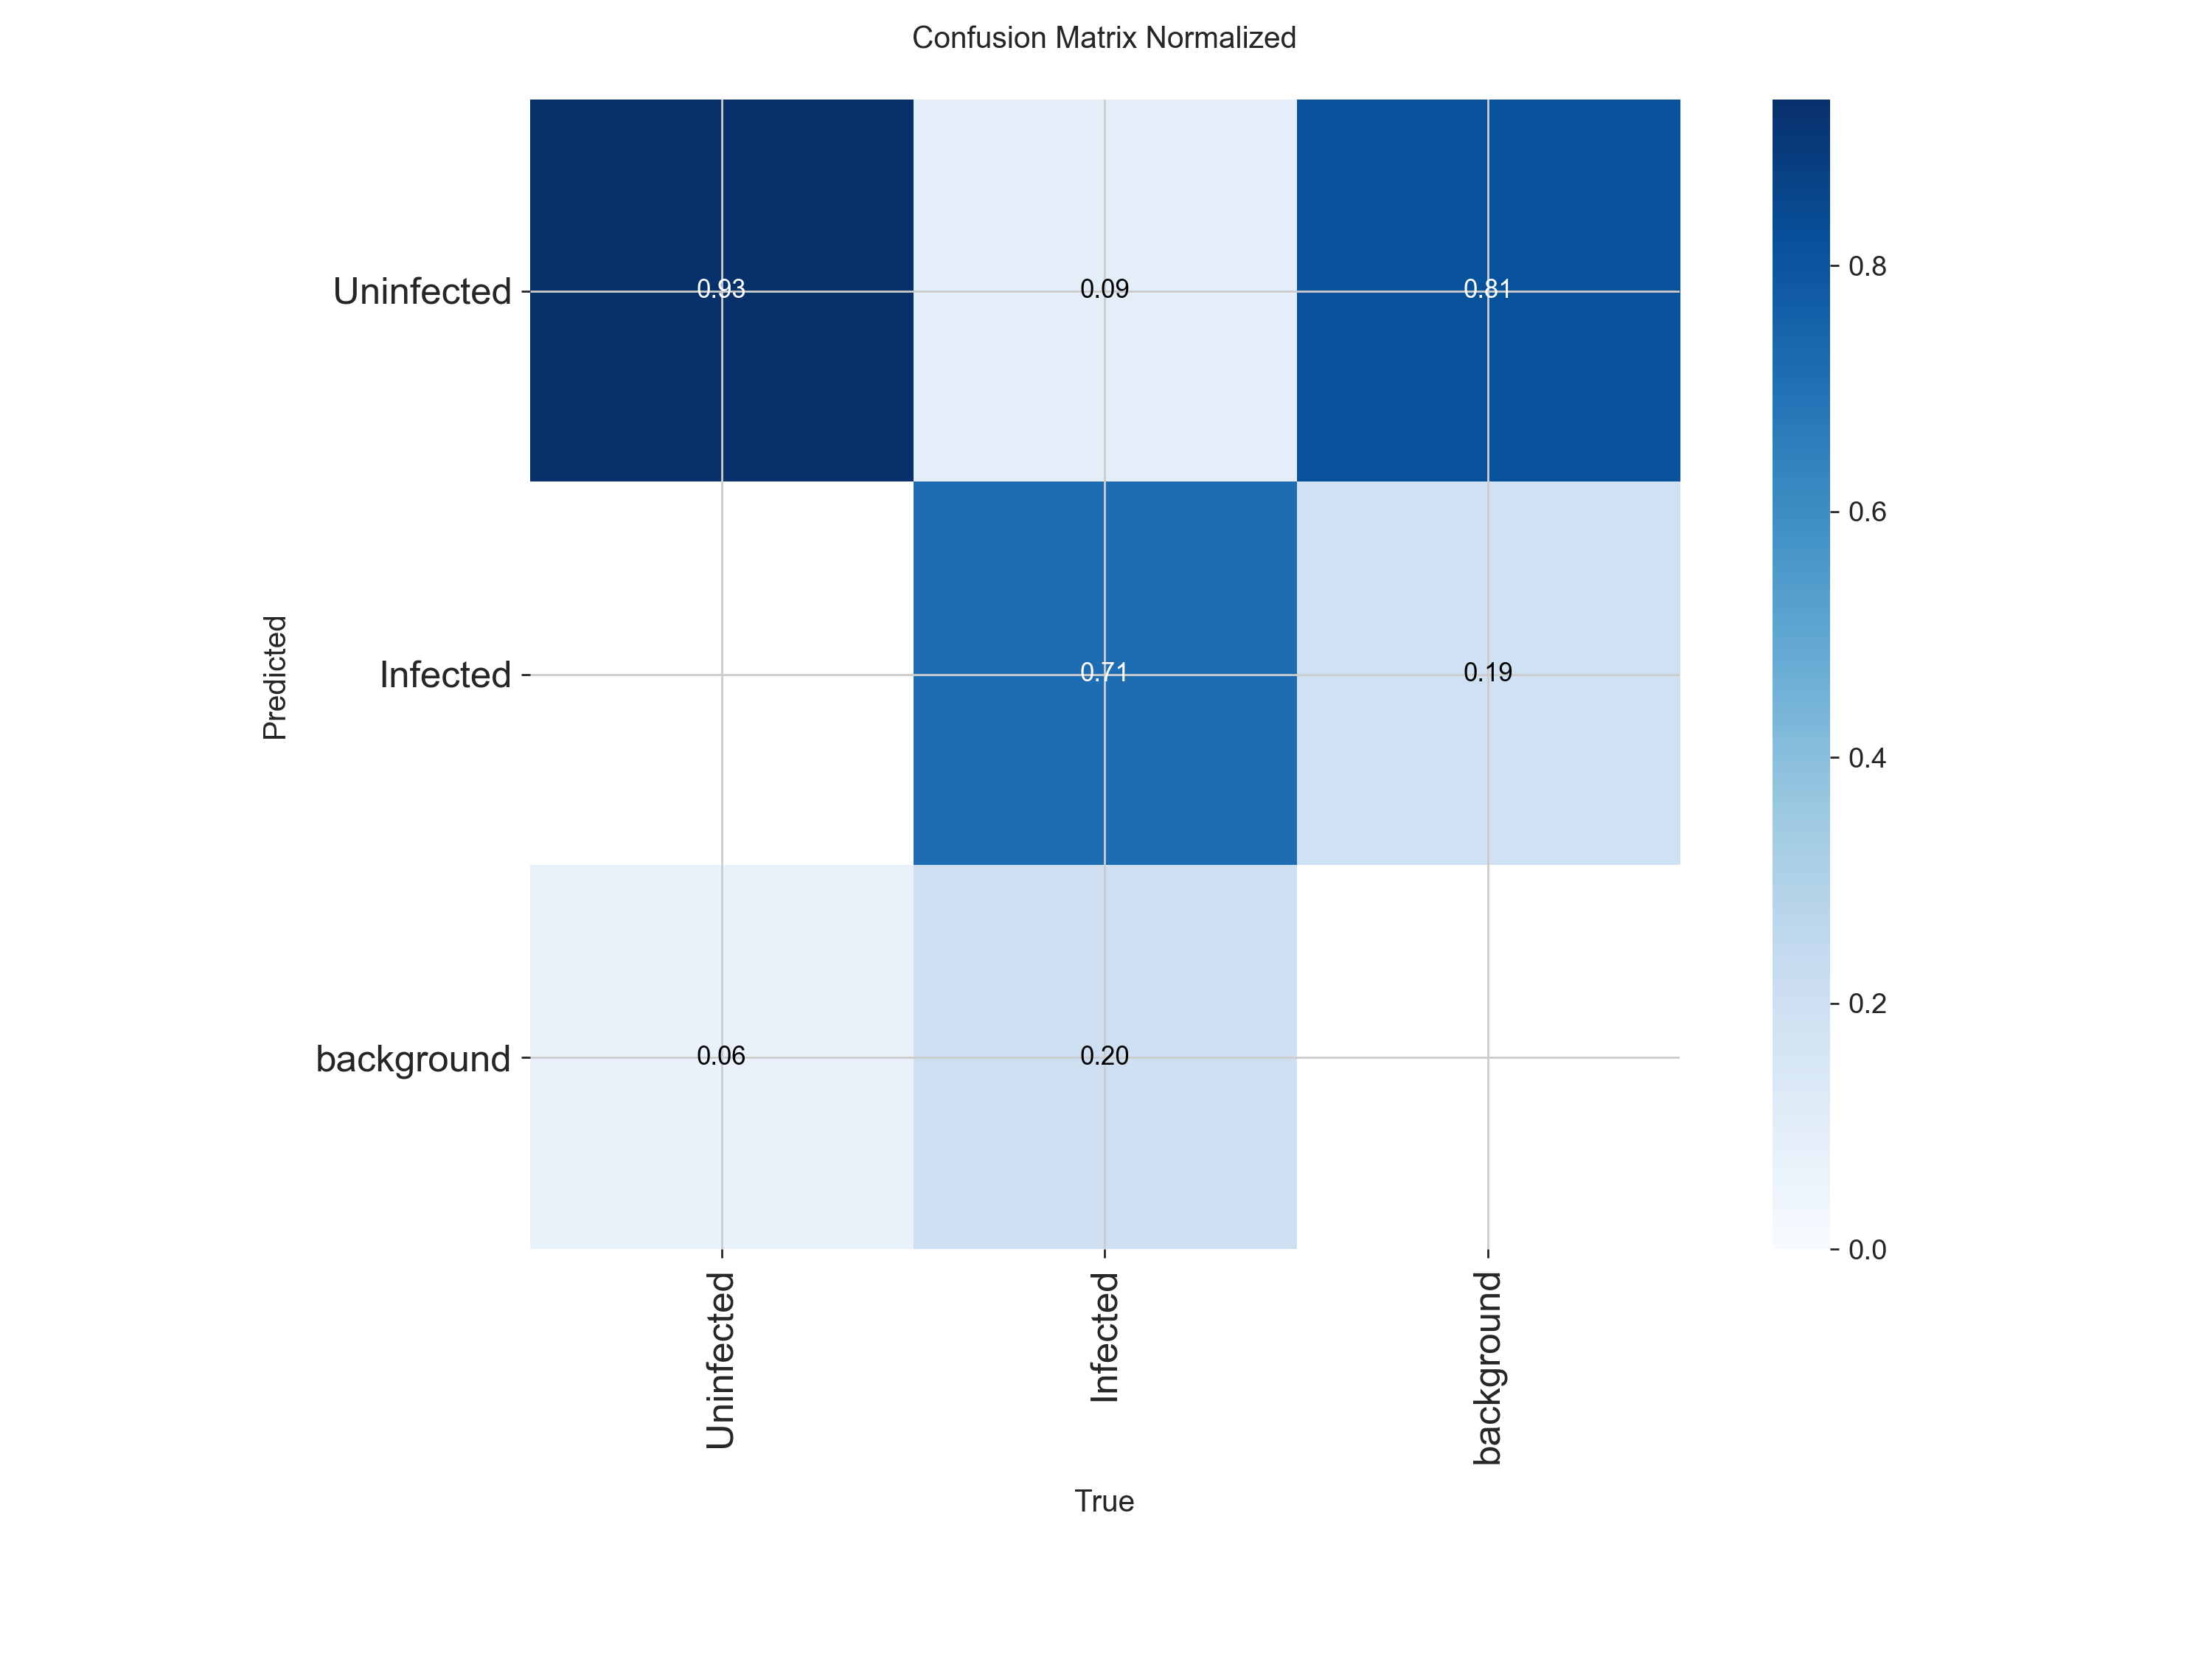 Confusion Matrix Normalized
Uninfected
0.93
0.09
0.81
Infected
0.71
0.19
background
0.06
0.20
Predicted
Uninfected
Infected
background
True
0.8
0.6
0.4
0.2
0.0